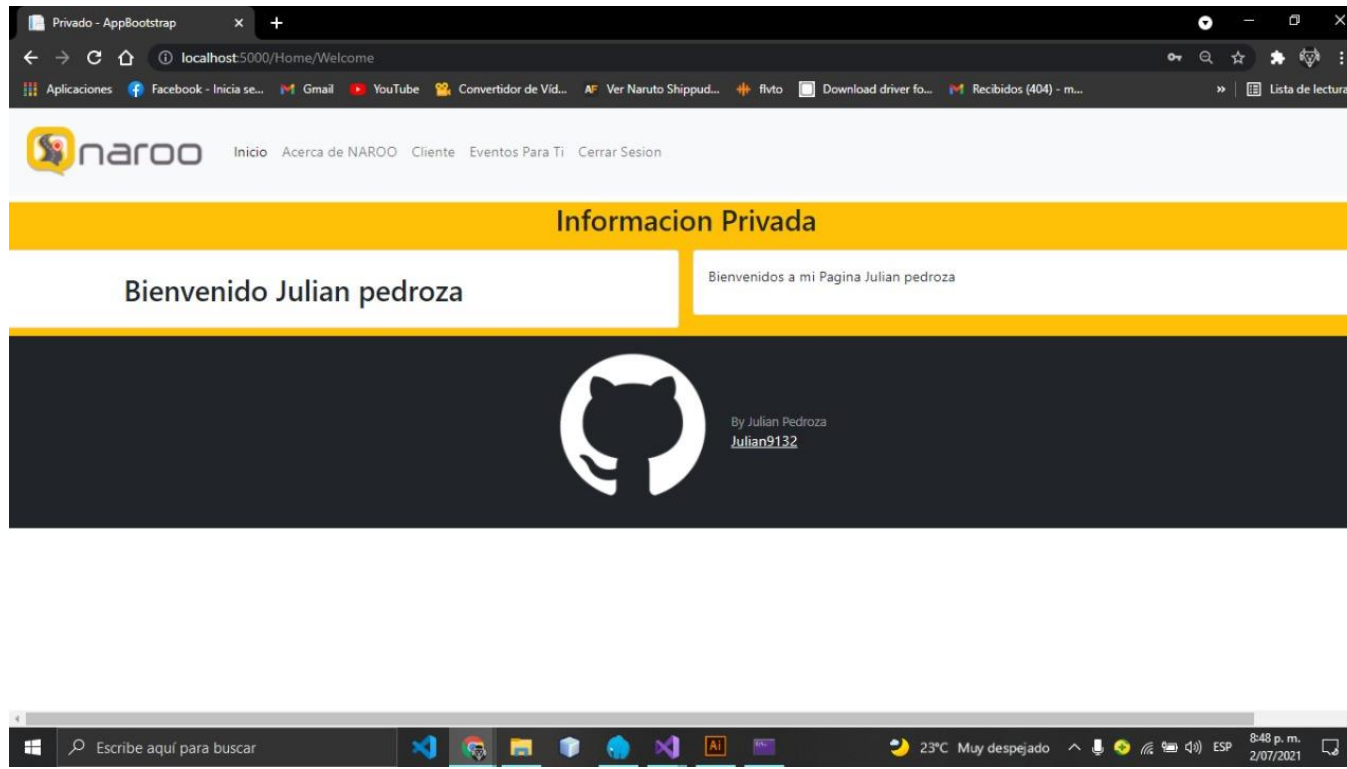 Privado - AppBootstrap
localhost:5000/Home/Welcome
Aplicaciones Facebook - Inicia se... Gmail YouTube Convertidor de Víd... AF Ver Naruto Shippud... flvto Download driver fo... Recibidos (404) - m... » Lista de lectura
naroo Inicio Acerca de NAROO Cliente Eventos Para Ti Cerrar Sesion
Informacion Privada
Bienvenido Julian pedroza
Bienvenidos a mi Pagina Julian pedroza
By Julian Pedroza
Julian9132
Escribe aquí para buscar
Ai
23°C Muy despejado
ESP
8:48 p. m.
2/07/2021